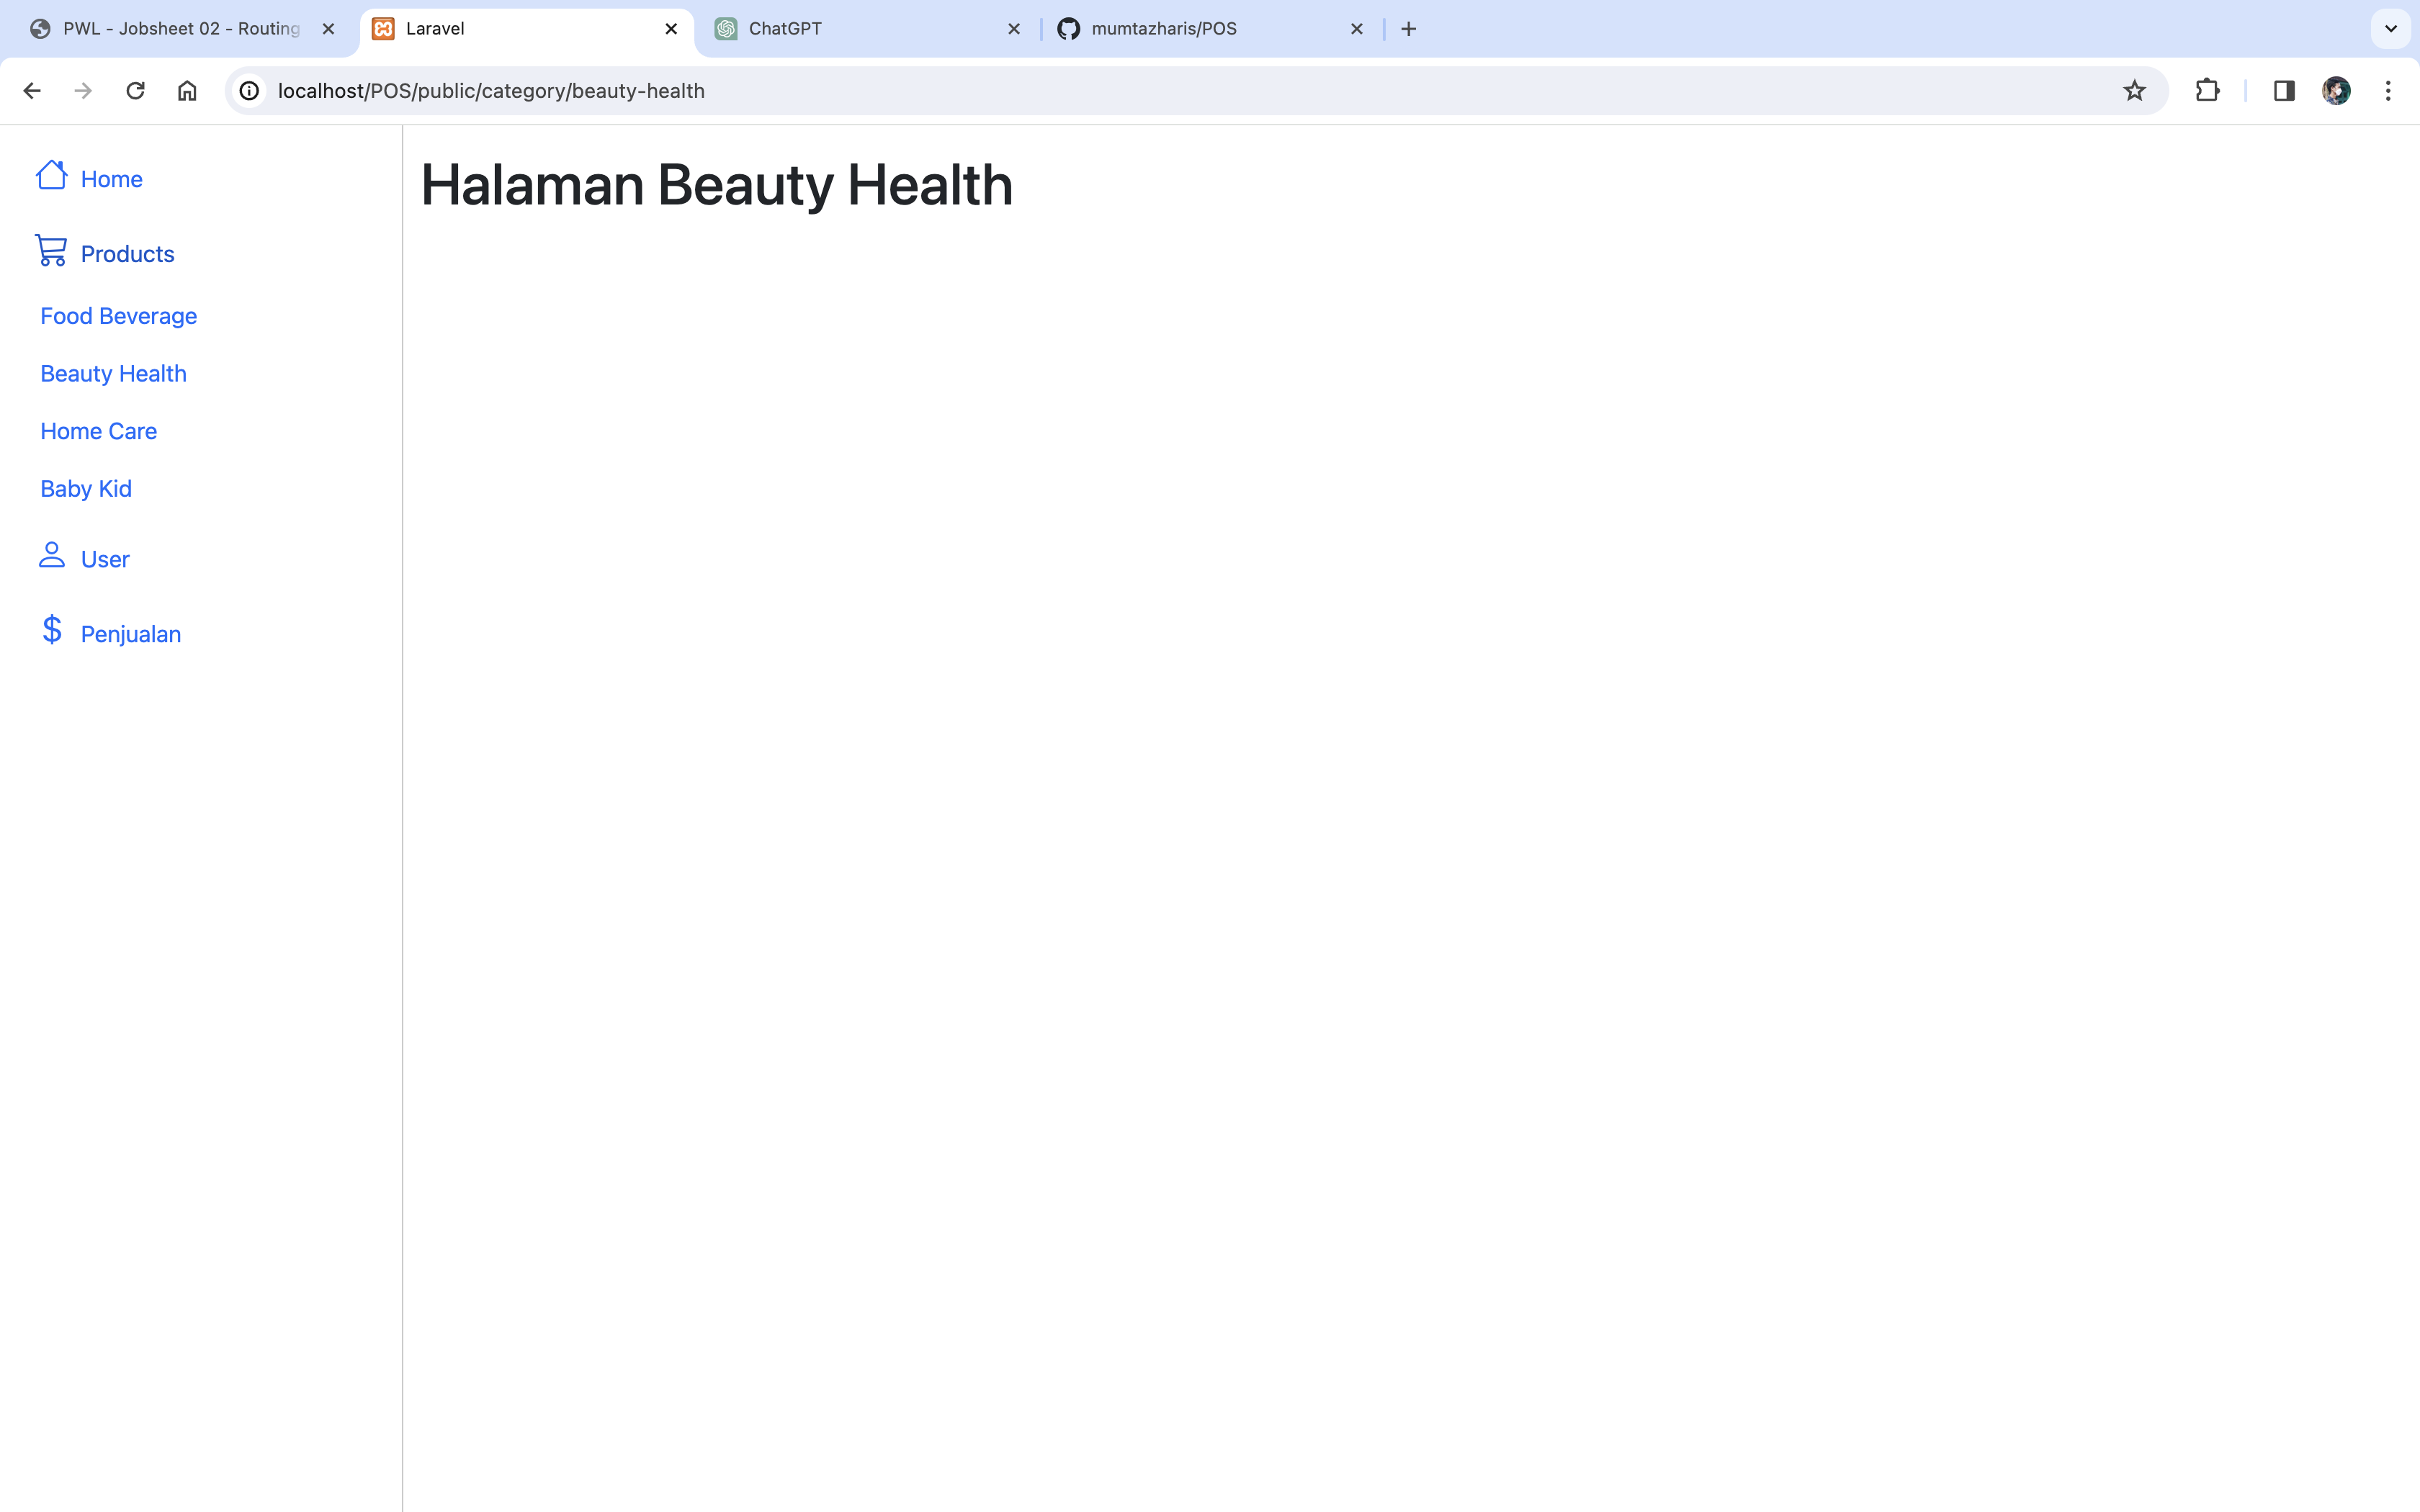 PWL - Jobsheet 02 - Routing
Laravel
ChatGPT
mumtazharis/POS
localhost/POS/public/category/beauty-health
Home
Products
Food Beverage
Beauty Health
Home Care
Baby Kid
User
$ Penjualan
Halaman Beauty Health